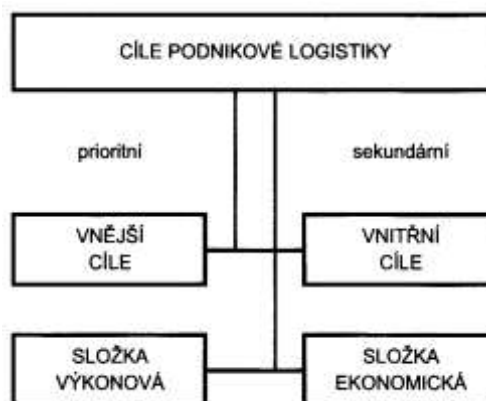 CÍLE PODNIKOVÉ LOGISTIKY
prioritní
sekundární
VNĚJŠÍ
CÍLE
VNITŘNÍ
CÍLE
SLOŽKA
VÝKONOVÁ
SLOŽKA
EKONOMICKÁ